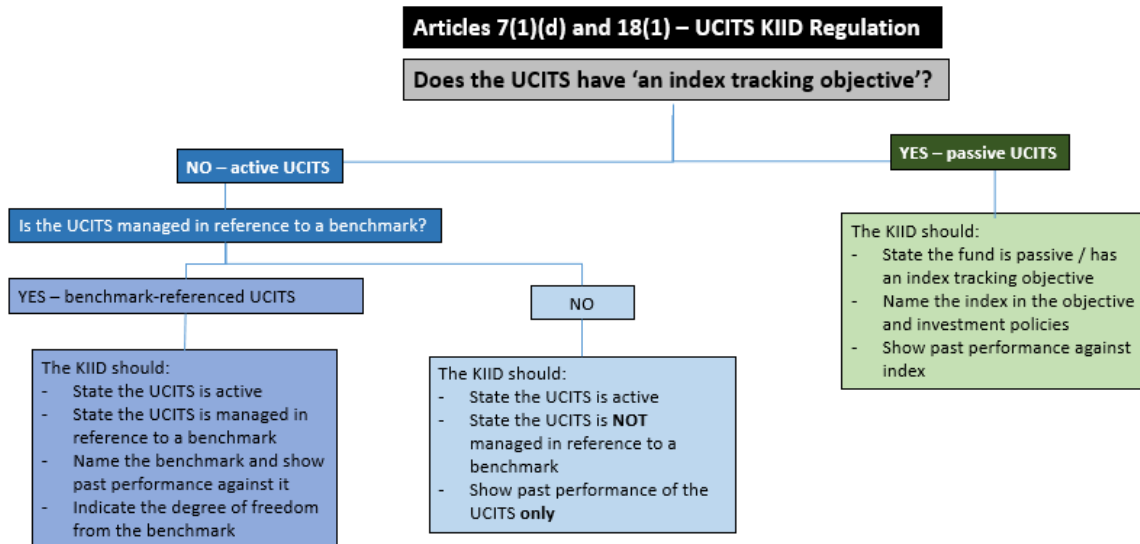 Articles 7(1)(d) and 18(1) – UCITS KIID Regulation
Does the UCITS have ‘an index tracking objective’?
NO – active UCITS
YES – passive UCITS
Is the UCITS managed in reference to a benchmark?
YES – benchmark-referenced UCITS
NO
The KIID should:
- State the UCITS is active
- State the UCITS is managed in
reference to a benchmark
- Name the benchmark and show
past performance against it
- Indicate the degree of freedom
from the benchmark
The KIID should:
- State the UCITS is active
- State the UCITS is NOT
managed in reference to a
benchmark
- Show past performance of the
UCITS only
The KIID should:
- State the fund is passive / has
an index tracking objective
- Name the index in the objective
and investment policies
- Show past performance against
index